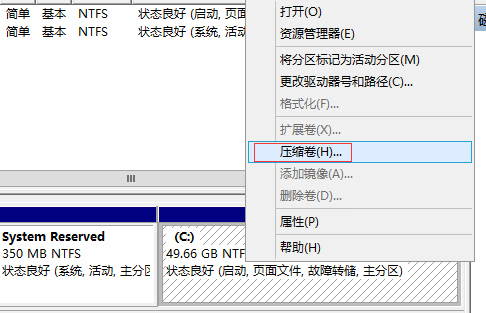 简单 基本 NTFS 状态良好 (启动, 页面
简单 基本 NTFS 状态良好 (系统, 活动
打开(O)
资源管理器(E)
将分区标记为活动分区(M)
更改驱动器号和路径(C)...
格式化(F)...
扩展卷(X)...
压缩卷(H)...
添加镜像(A)...
删除卷(D)...
属性(P)
帮助(H)
System Reserved
350 MB NTFS
状态良好 (系统, 活动, 主分区
(C:)
49.66 GB NTF
状态良好 (启动, 页面文件, 故障转储, 主分区)